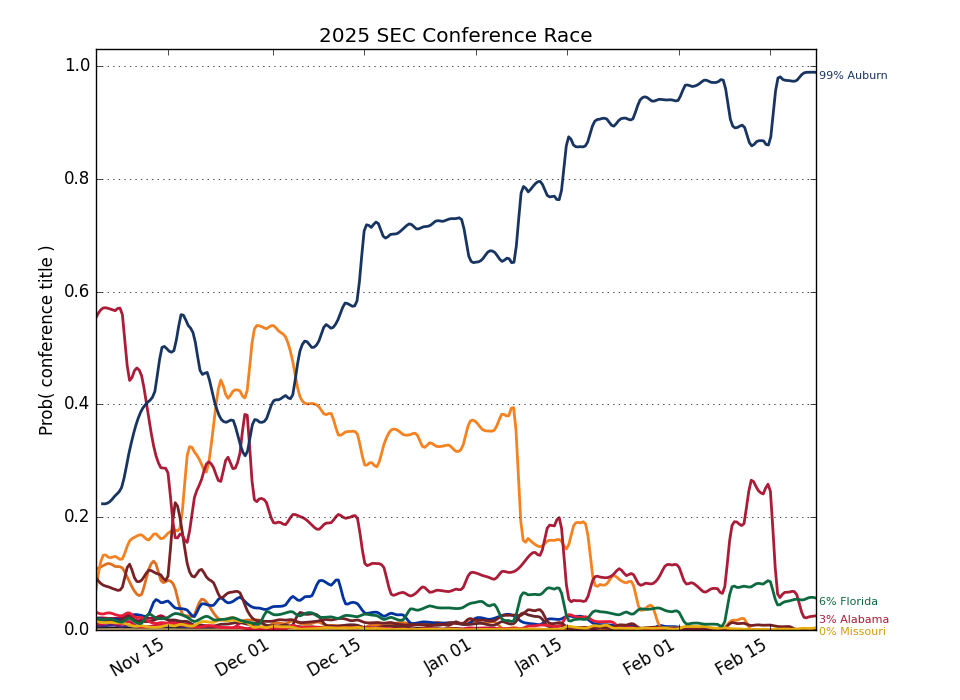 2025 SEC Conference Race
Prob( conference title )
1.0
0.8
0.6
0.4
0.2
0.0
Nov 15
Dec 01
Dec 15
Jan 01
Jan 15
Feb 01
Feb 15
99% Auburn
6% Florida
3% Alabama
0% Missouri